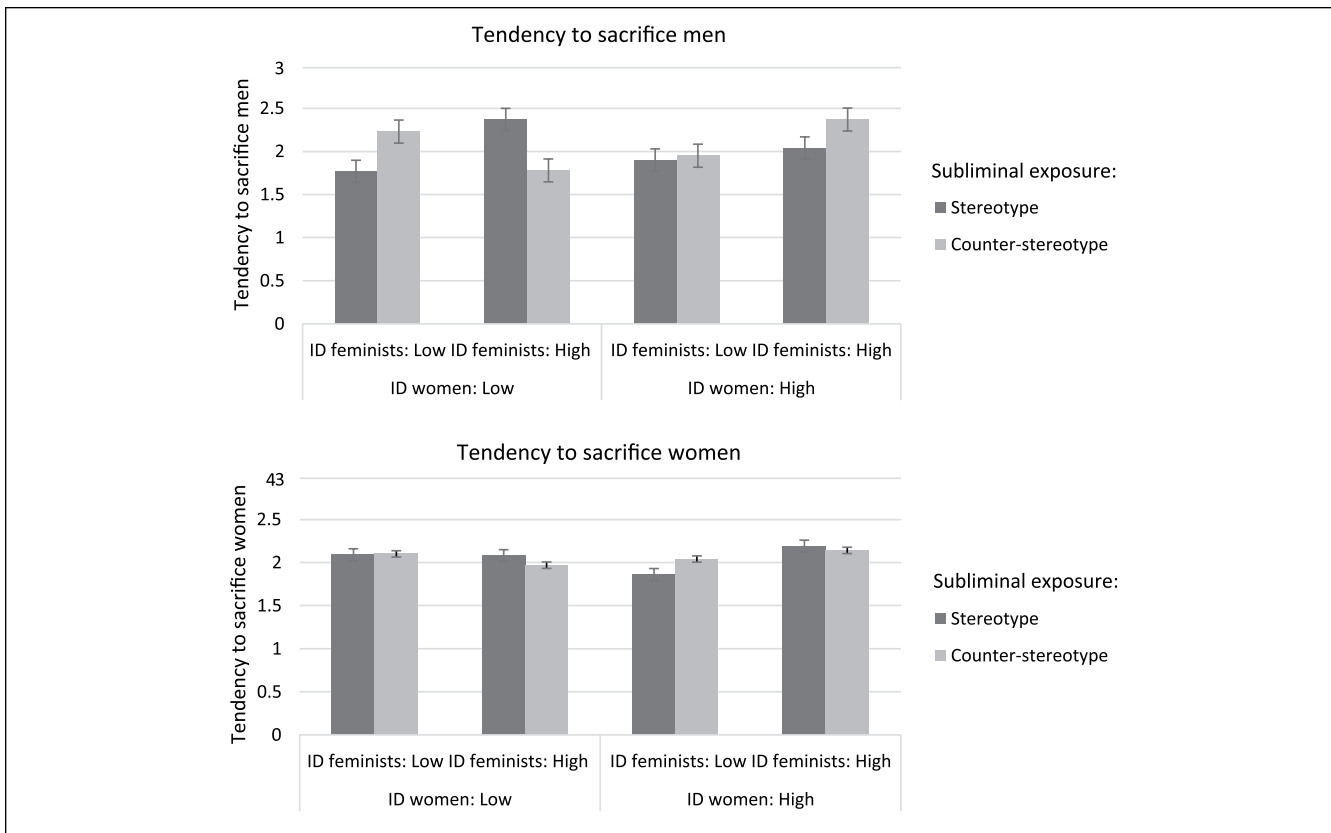 Tendency to sacrifice men
Tendency to sacrifice men
3
2.5
2
1.5
1
0.5
0
ID feminists: Low ID feminists: High
ID feminists: Low ID feminists: High
ID women: Low
ID women: High
Subliminal exposure:
Stereotype
Counter-stereotype
Tendency to sacrifice women
Tendency to sacrifice women
43
2.5
2
1.5
1
0.5
0
ID feminists: Low ID feminists: High
ID feminists: Low ID feminists: High
ID women: Low
ID women: High
Subliminal exposure:
Stereotype
Counter-stereotype